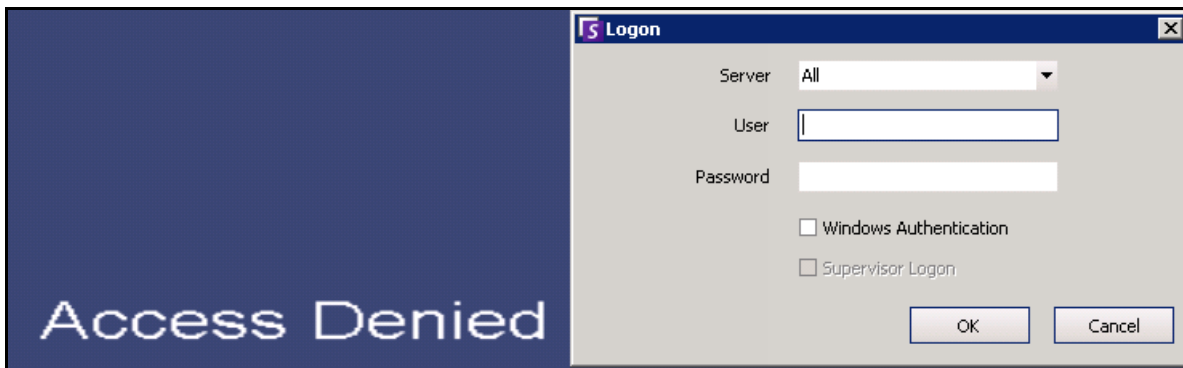 Access Denied
Logon
Server All
User
Password
Windows Authentication
Supervisor Logon
OK Cancel